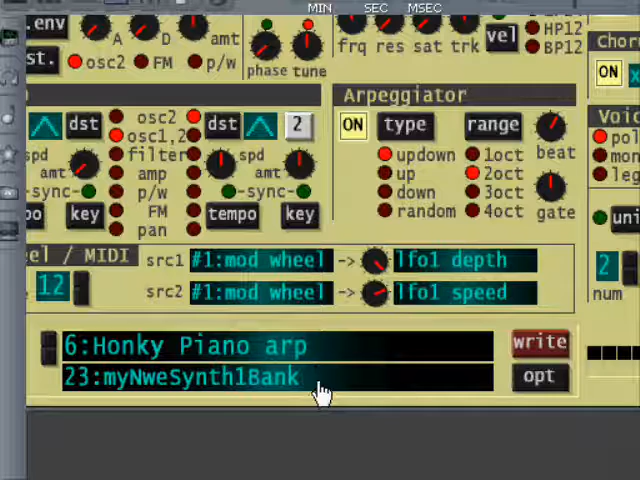 MIN SEC MSEC
.env A D amt
frq res sat trk vel HP12
BP12
st. osc2 FM p/w
phase tune
Choru
ON
Arpeggiator
dst osc2 dst 2
osc1,2
filter
amp
p/w
FM
pan
spd amt spd amt
-sync- -sync-
po key tempo key
ON type range
updown 1oct beat
up 2oct
down 3oct gate
random 4oct
Voic
pol
mon
leg
uni
2
num
eel / MIDI
12
src1 #1:mod wheel -> lfo1 depth
src2 #1:mod wheel -> lfo1 speed
6:Honky Piano arp write
23:myNweSynth1Bank opt